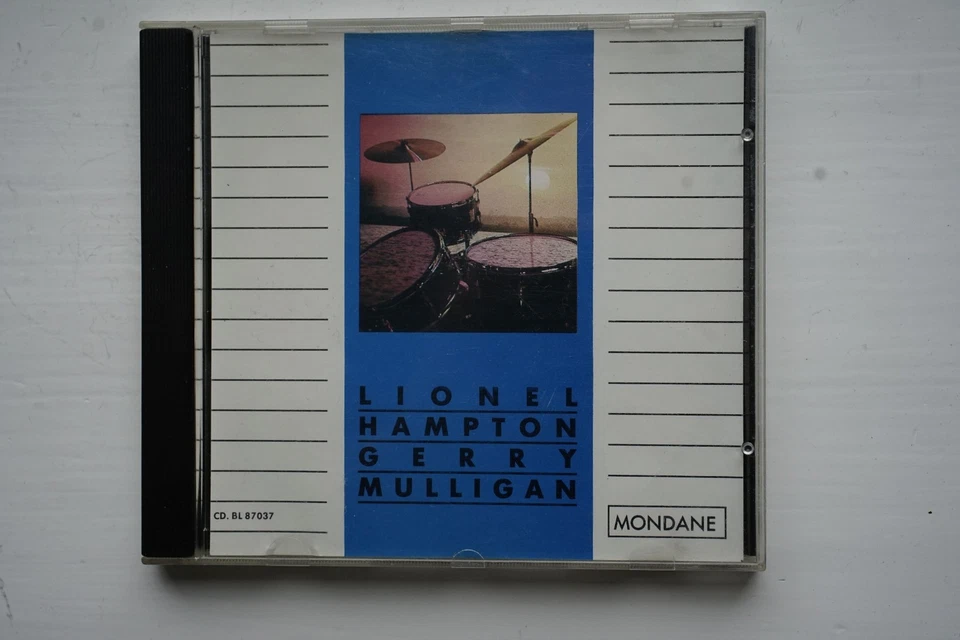 LIONEL
HAMPTON
GERRY
MULLIGAN
CD. BL 87037
MONDANE